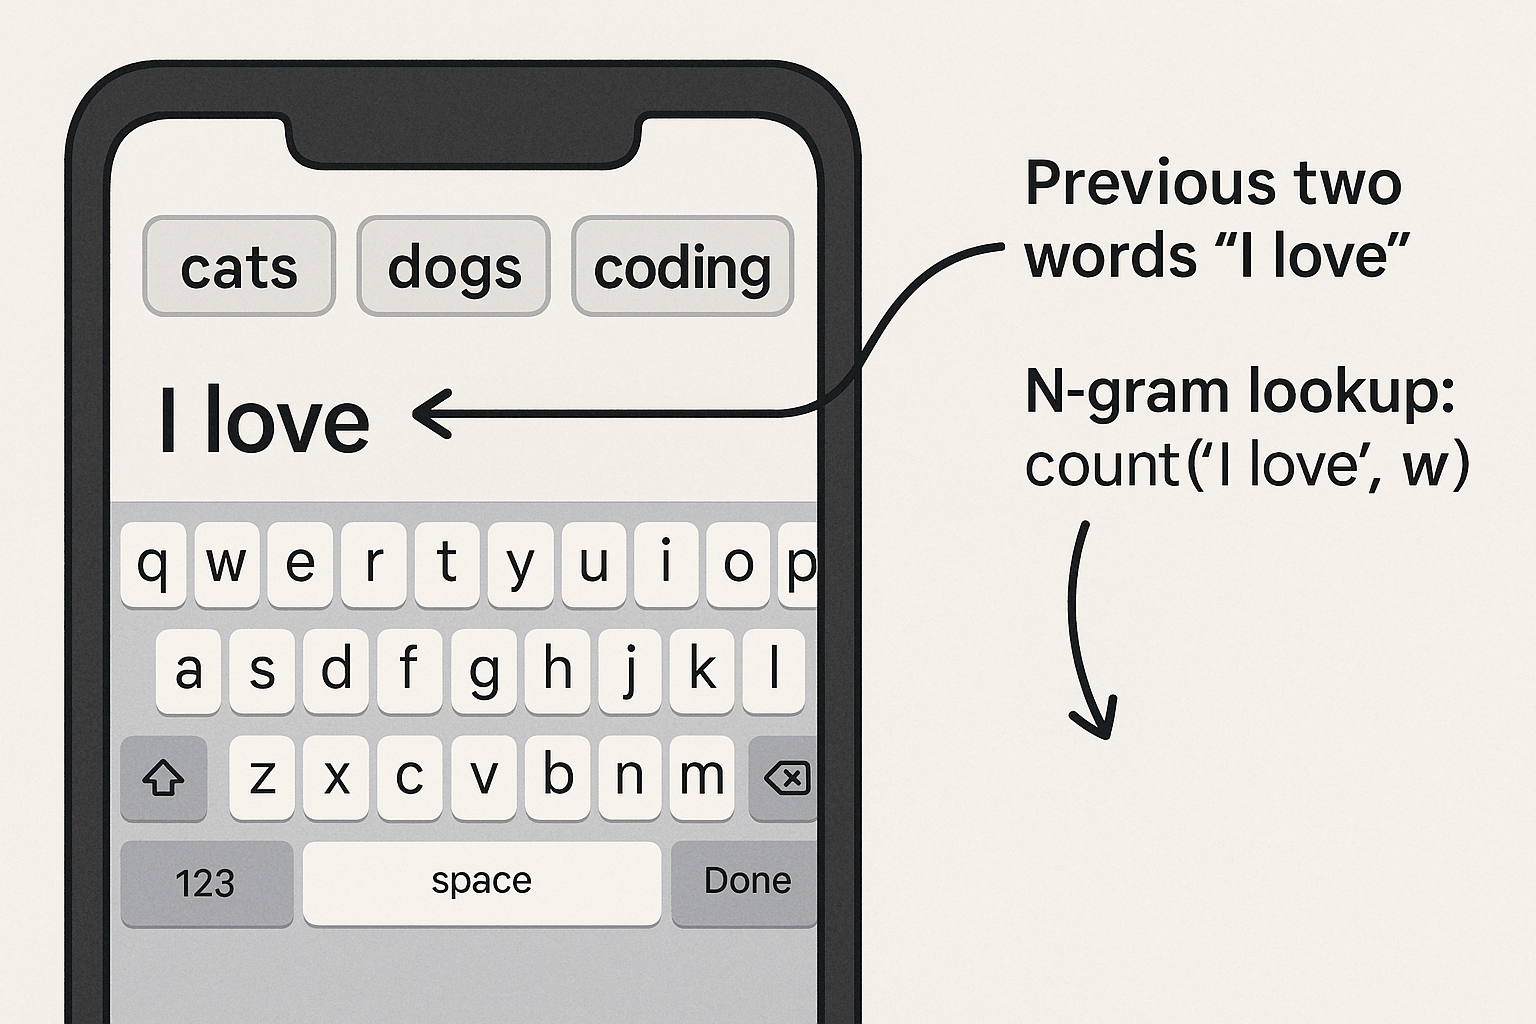 cats dogs coding
I love
q w e r t y u i o p
a s d f g h j k l
z x c v b n m
123 space Done
Previous two
words “I love”
N-gram lookup:
count(‘I love’, w)